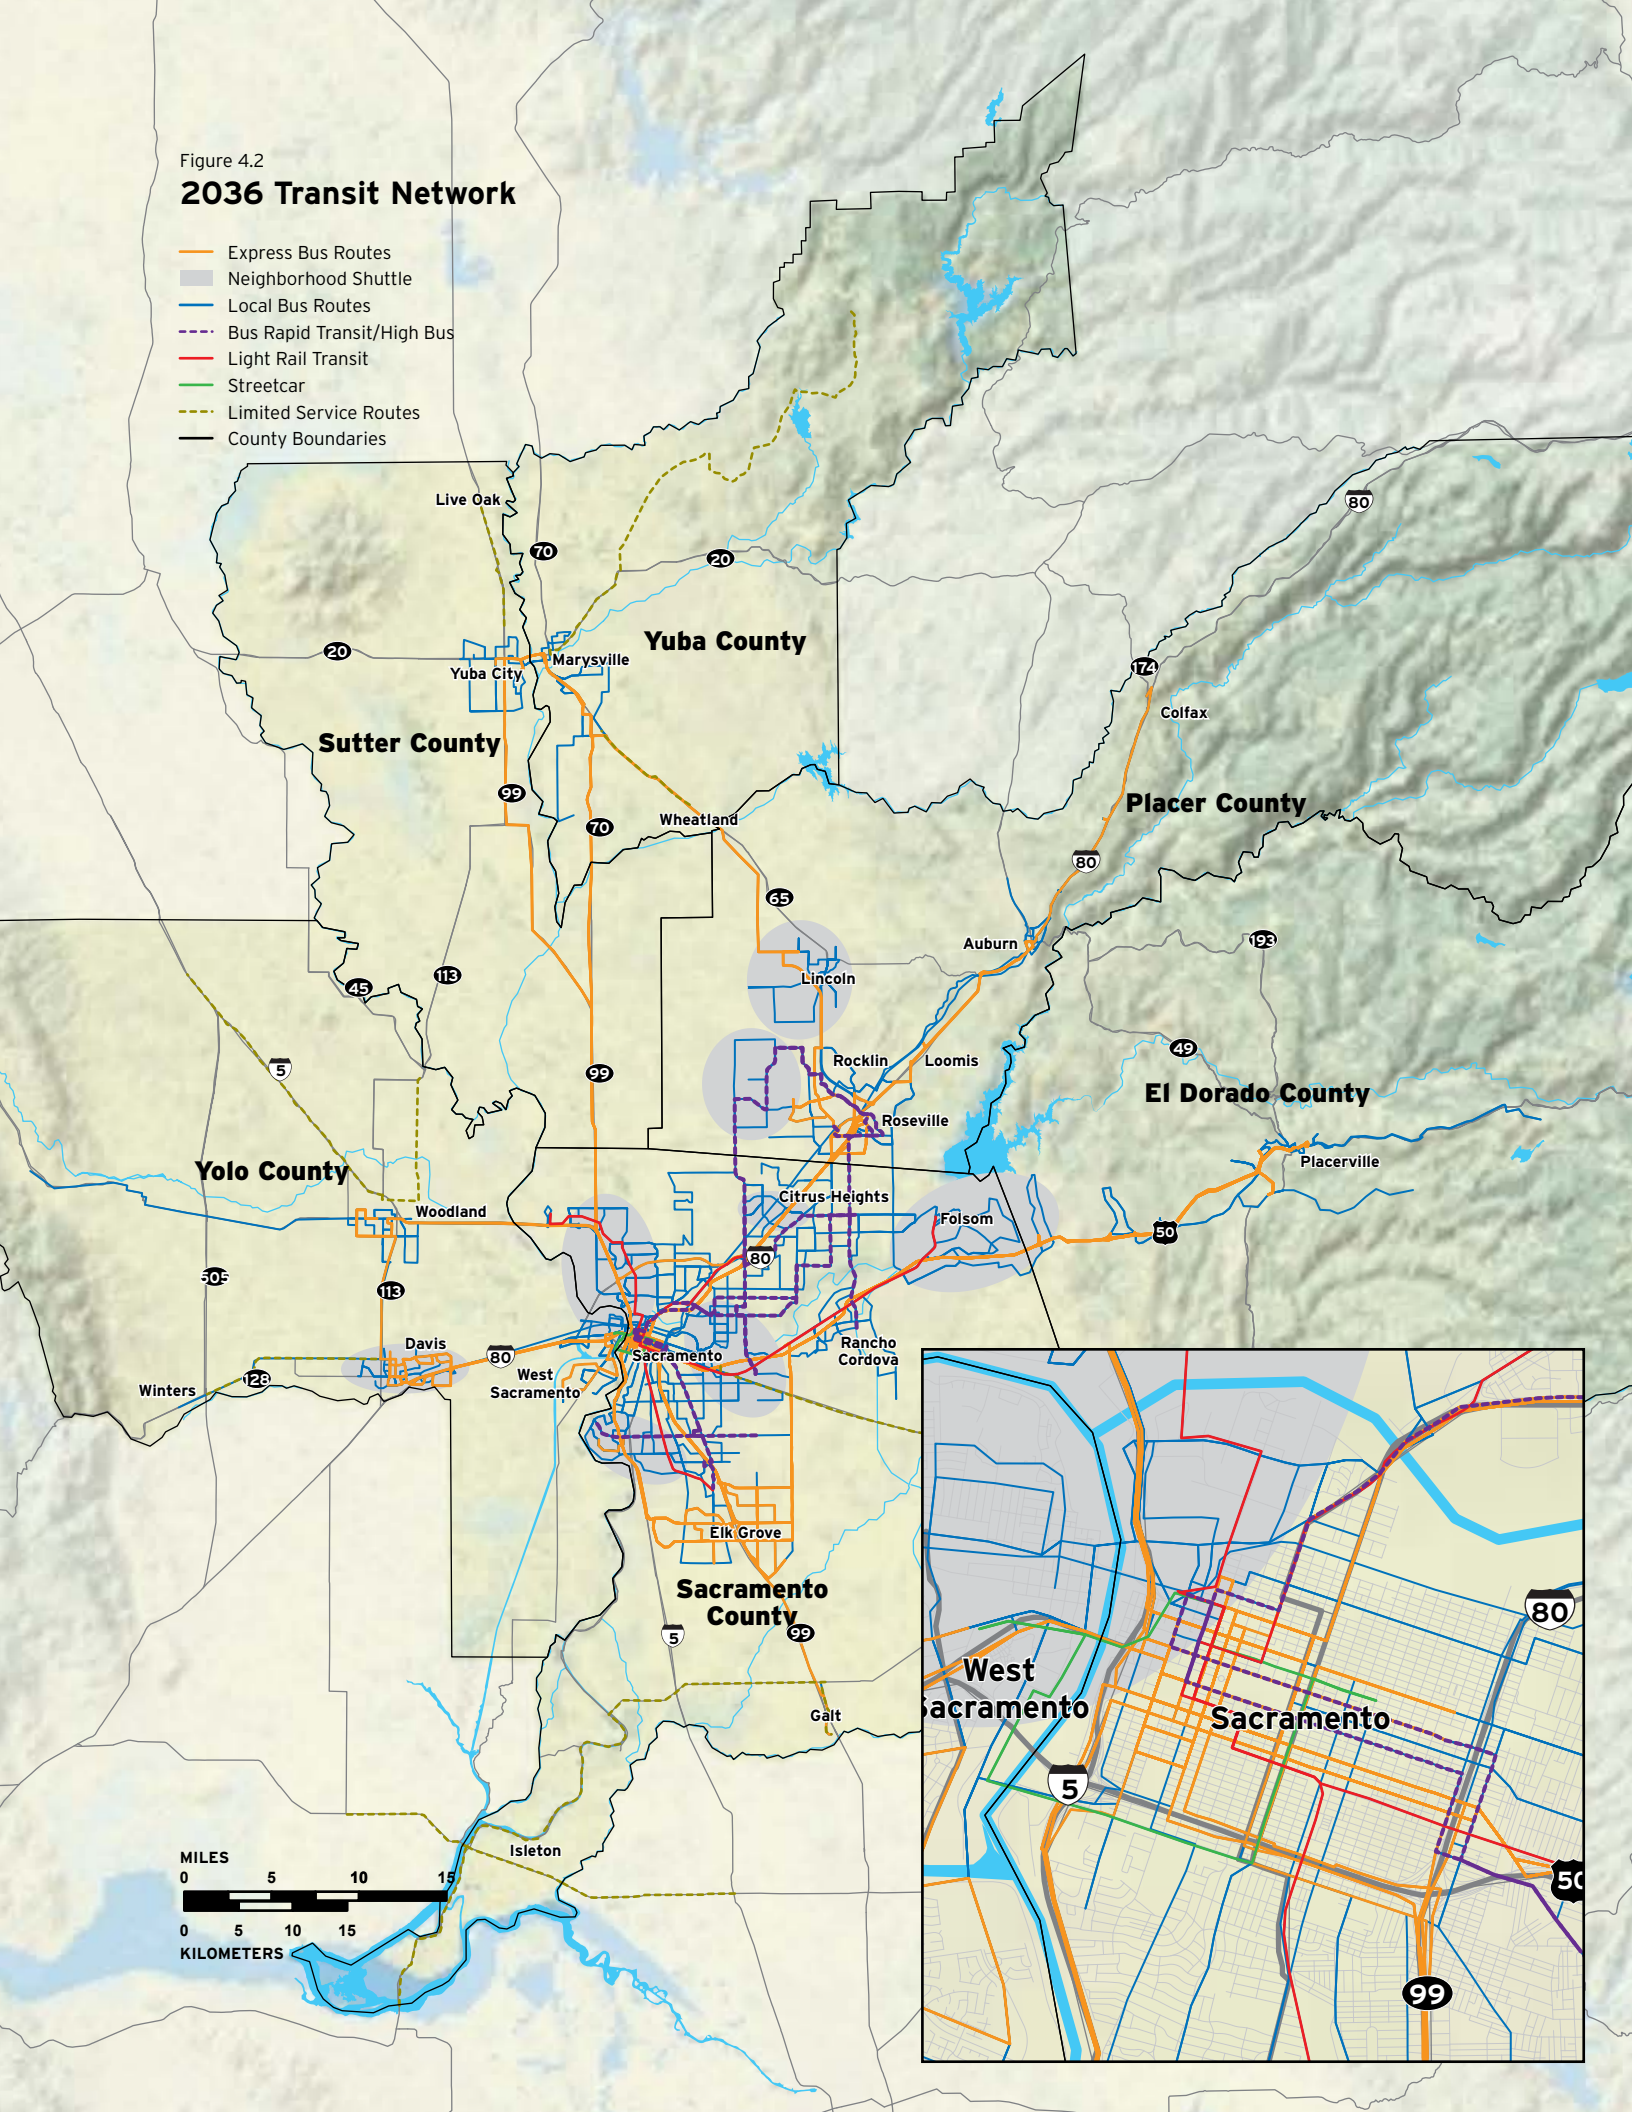 Figure 4.2
2036 Transit Network
Express Bus Routes
Neighborhood Shuttle
Local Bus Routes
Bus Rapid Transit/High Bus
Light Rail Transit
Streetcar
Limited Service Routes
County Boundaries
80
Live Oak
70
20
Yuba County
20
Marysville
Yuba City
174
Colfax
Sutter County
99
Placer County
70
Wheatland
80
65
Auburn
193
113
Lincoln
45
49
5
99
Rocklin
Loomis
El Dorado County
Roseville
Yolo County
Placerville
Citrus Heights
Woodland
Folsom
50
80
505
113
Davis
Rancho
Cordova
80
Sacramento
128
West
Sacramento
Winters
Elk Grove
Sacramento
County
5
99
Galt
Isleton
MILES
0 5 10 15
0 5 10 15
KILOMETERS
80
West
Sacramento
Sacramento
5
50
99